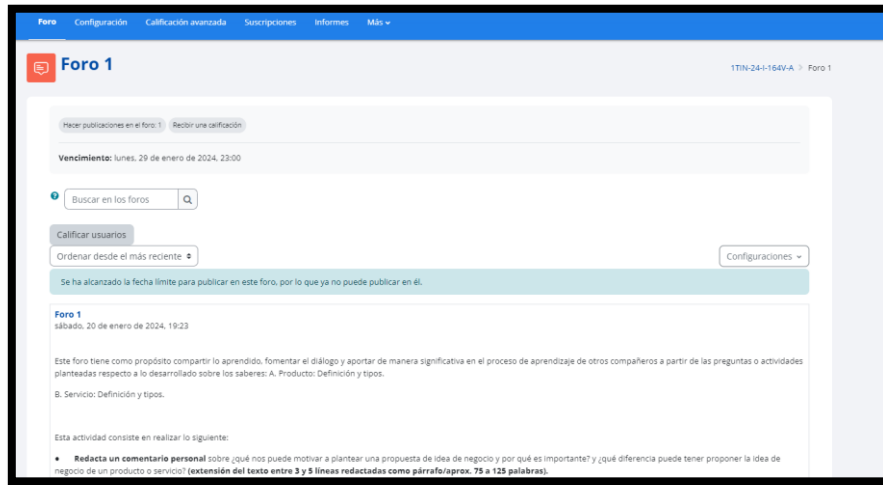 Foro Configuración Calificación avanzada Suscripciones Informes Más
Foro 1
1TIN-24-I-164V-A > Foro 1
Hacer publicaciones en el foro: 1 Recibir una calificación
Vencimiento: lunes, 29 de enero de 2024, 23:00
Buscar en los foros
Calificar usuarios
Ordenar desde el más reciente
Configuraciones
Se ha alcanzado la fecha límite para publicar en este foro, por lo que ya no puede publicar en él.
Foro 1
sábado, 20 de enero de 2024, 19:23
Este foro tiene como propósito compartir lo aprendido, fomentar el diálogo y aportar de manera significativa en el proceso de aprendizaje de otros compañeros a partir de las preguntas o actividades
planteadas respecto a lo desarrollado sobre los saberes: A. Producto: Definición y tipos.
B. Servicio: Definición y tipos.
Esta actividad consiste en realizar lo siguiente:
• Redacta un comentario personal sobre ¿qué nos puede motivar a plantear una propuesta de idea de negocio y por qué es importante? y ¿qué diferencia puede tener proponer la idea de
negocio de un producto o servicio? (extensión del texto entre 3 y 5 líneas redactadas como párrafo/aprox. 75 a 125 palabras).